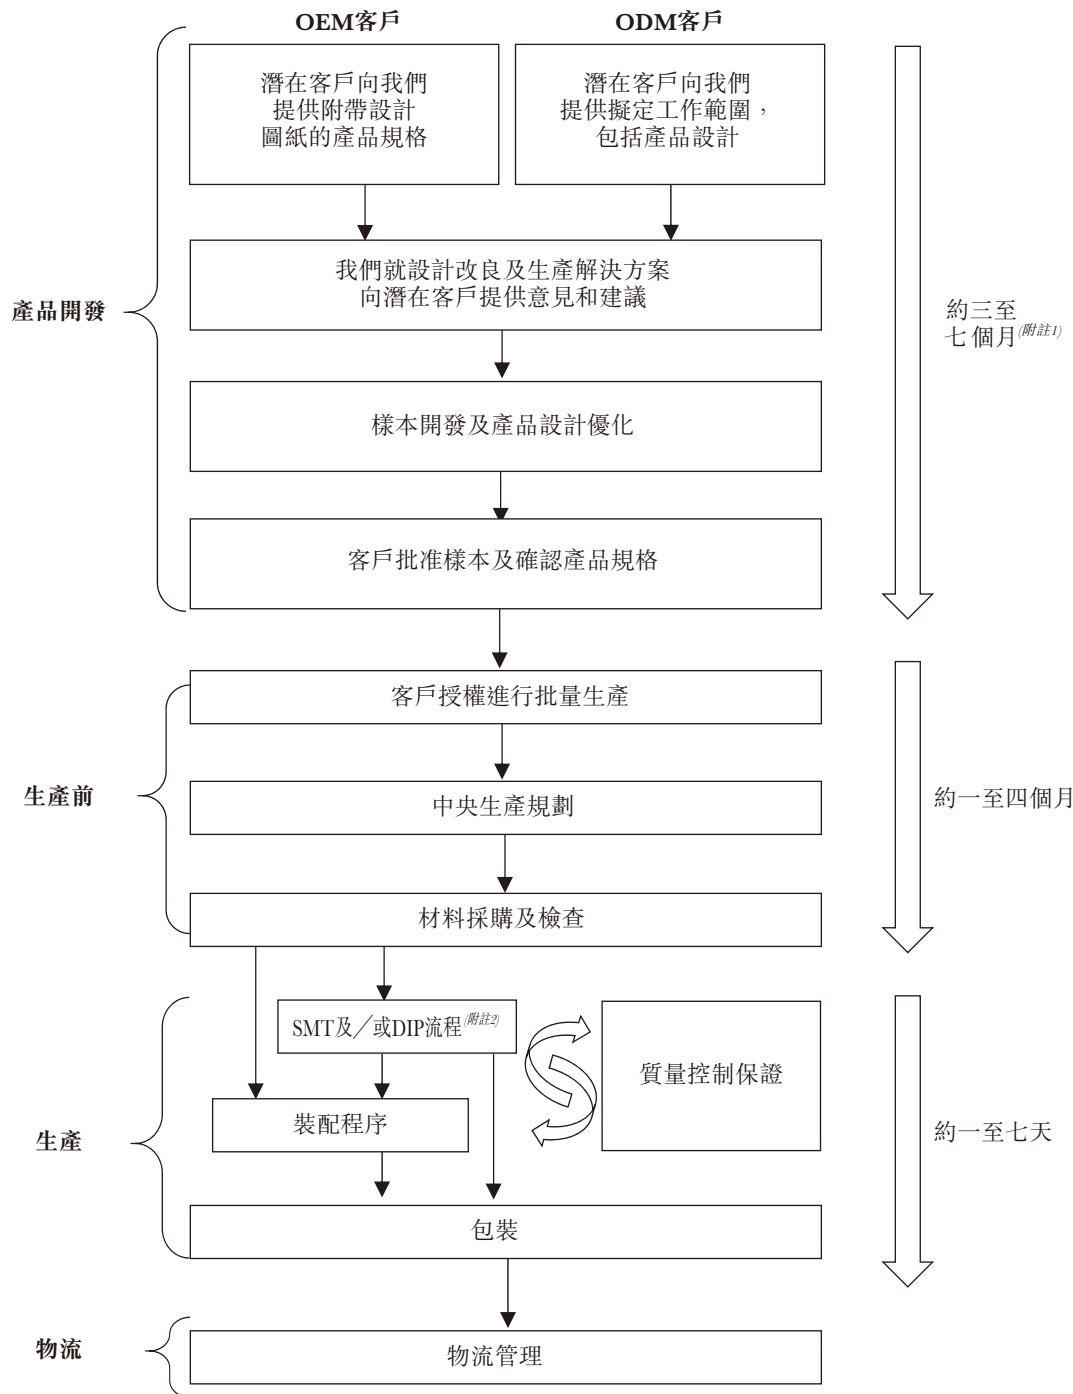 OEM客戶
ODM客戶
潛在客戶向我們
提供附帶設計
圖紙的產品規格
潛在客戶向我們
提供擬定工作範圍，
包括產品設計
我們就設計改良及生產解決方案
向潛在客戶提供意見和建議
產品開發
約三至
七個月(附註1)
樣本開發及產品設計優化
客戶批准樣本及確認產品規格
客戶授權進行批量生產
生產前
中央生產規劃
約一至四個月
材料採購及檢查
SMT及／或DIP流程(附註2)
質量控制保證
裝配程序
生產
約一至七天
包裝
物流
物流管理